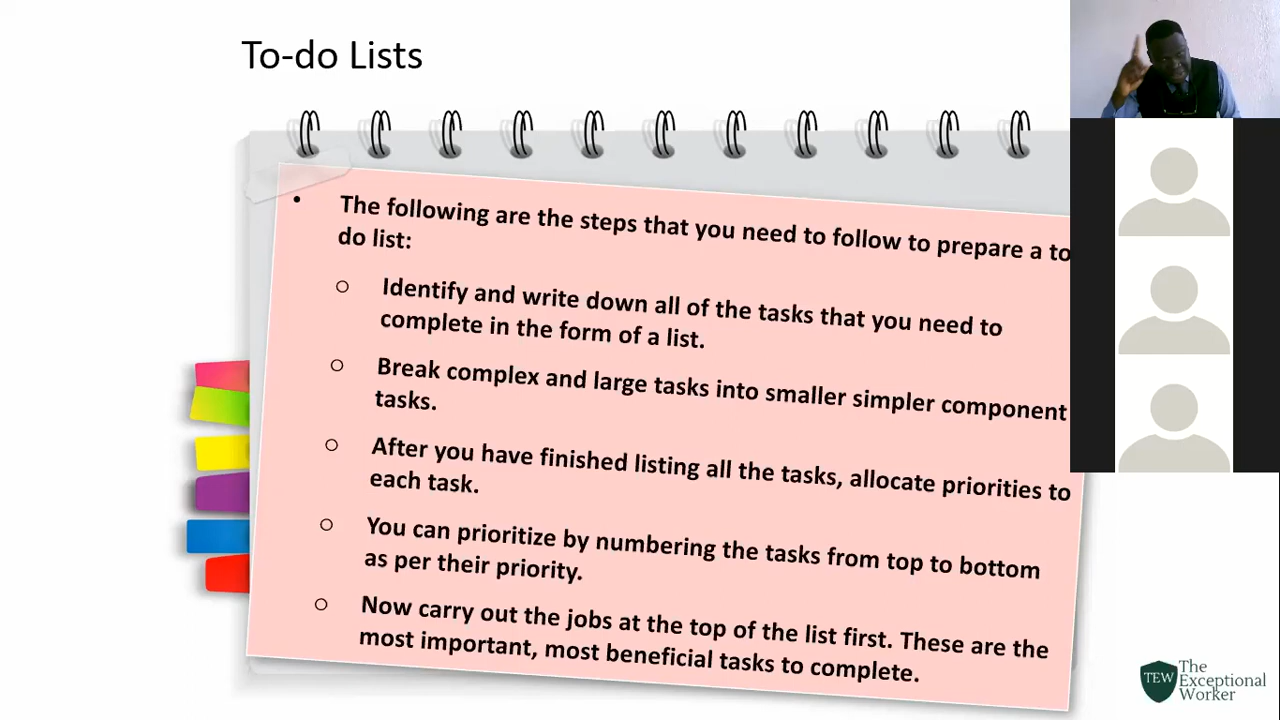 To-do Lists
• The following are the steps that you need to follow to prepare a to
do list:
○ Identify and write down all of the tasks that you need to
complete in the form of a list.
○ Break complex and large tasks into smaller simpler component
tasks.
○ After you have finished listing all the tasks, allocate priorities to
each task.
○ You can prioritize by numbering the tasks from top to bottom
as per their priority.
○ Now carry out the jobs at the top of the list first. These are the
most important, most beneficial tasks to complete.
TEW
The
Exceptional
Worker